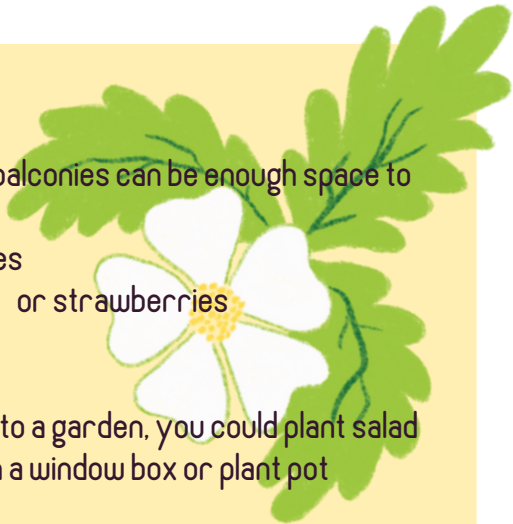 balconies can be enough space to
or strawberries
to a garden, you could plant salad
a window box or plant pot